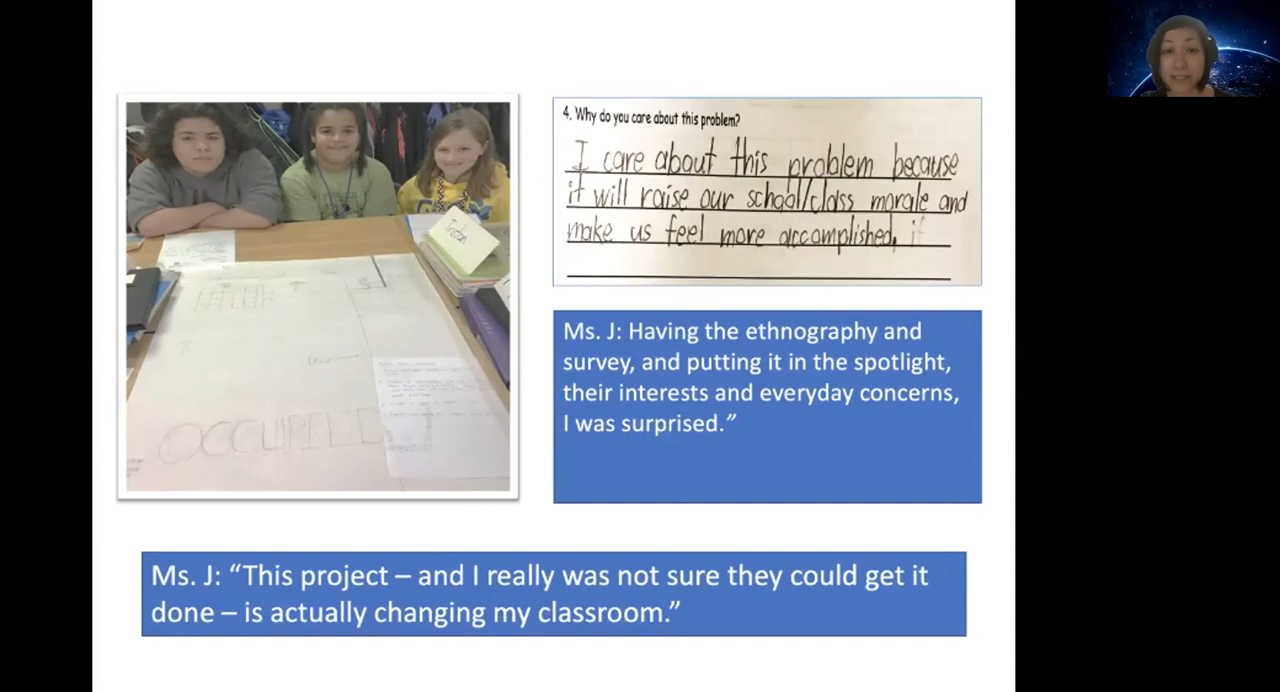 4. Why do you care about this problem?
I care about this problem because
it will raise our school/class morale and
make us feel more accomplished, if
Ms. J: Having the ethnography and
survey, and putting it in the spotlight,
their interests and everyday concerns,
I was surprised.”
OCCUPIED
Ms. J: “This project – and I really was not sure they could get it
done – is actually changing my classroom.”